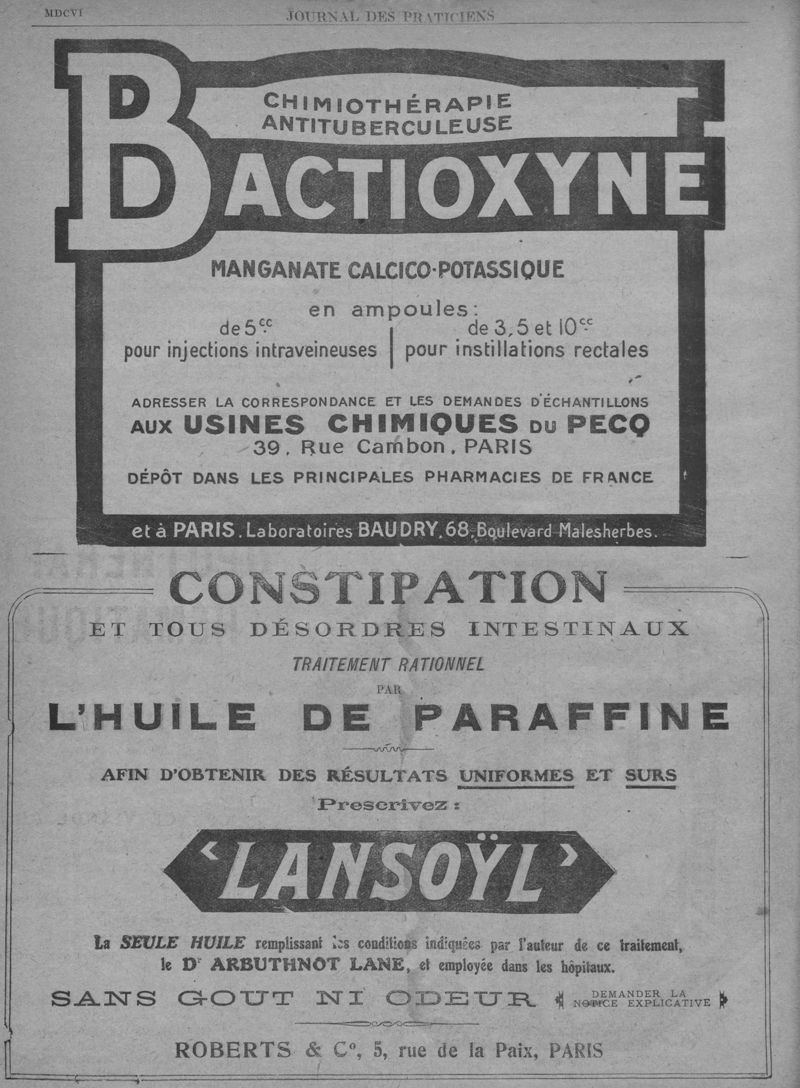 MDCVI
JOURNAL DES PRATICIENS
CHIMIOTHÉRAPIE
ANTITUBERCULEUSE
BACTIOXYNE
MANGANATE CALCICO-POTASSIQUE
en ampoules:
de 5cc
pour injections intraveineuses
de 3, 5 et 10cc
pour instillations rectales
ADRESSER LA CORRESPONDANCE ET LES DEMANDES D'ÉCHANTILLONS
AUX USINES CHIMIQUES DU PECQ
39, Rue Cambon, PARIS
DÉPÔT DANS LES PRINCIPALES PHARMACIES DE FRANCE
et à PARIS. Laboratoires BAUDRY, 68, Boulevard Malesherbes.
CONSTIPATION
ET TOUS DÉSORDRES INTESTINAUX
TRAITEMENT RATIONNEL
PAR
L'HUILE DE PARAFFINE
AFIN D'OBTENIR DES RÉSULTATS UNIFORMES ET SURS
Prescrivez :
‹LANSOŸL›
La SEULE HUILE remplissant les conditions indiquées par l'auteur de ce traitement,
le Dr ARBUTHNOT LANE, et employée dans les hôpitaux.
SANS GOUT NI ODEUR
DEMANDER LA
NOTICE EXPLICATIVE
ROBERTS & Co, 5, rue de la Paix, PARIS